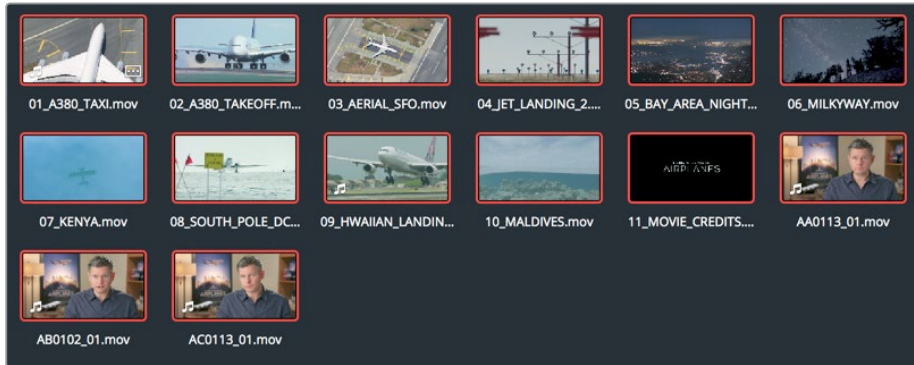 01_A380_TAXI.mov
02_A380_TAKEOFF.m...
03_AERIAL_SFO.mov
04_JET_LANDING_2....
05_BAY_AREA_NIGHT...
06_MILKYWAY.mov
07_KENYA.mov
08_SOUTH_POLE_DC...
09_HWAIIAN_LANDIN...
10_MALDIVES.mov
AIRPLANES
11_MOVIE_CREDITS....
AA0113_01.mov
AB0102_01.mov
AC0113_01.mov